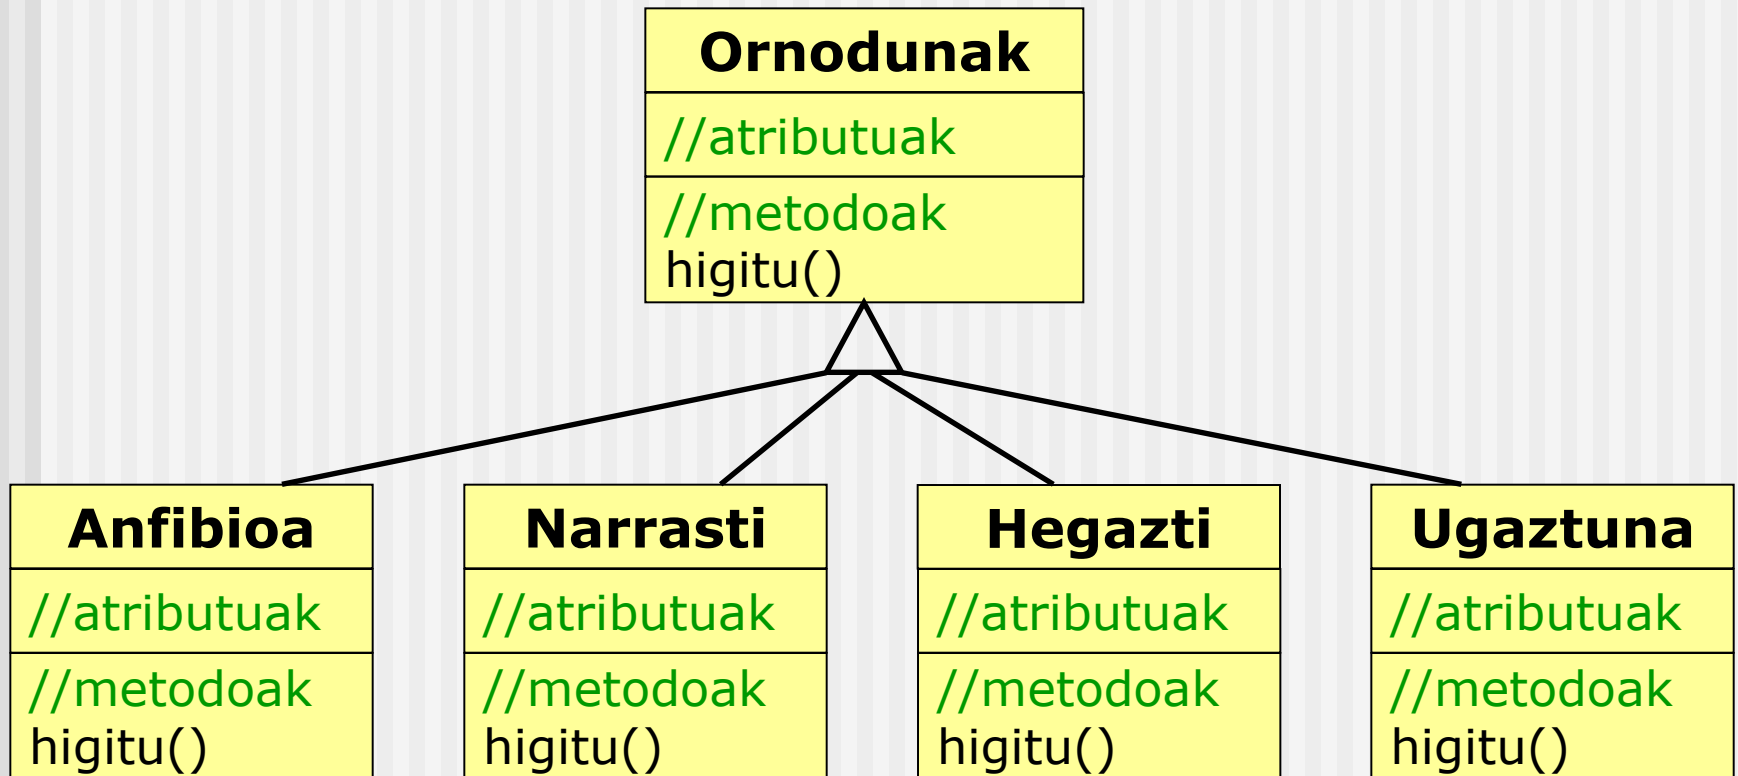 Ornodunak
//atributuak
//metodoak
higitu()
Anfibioa
//atributuak
//metodoak
higitu()
Narrasti
//atributuak
//metodoak
higitu()
Hegazti
//atributuak
//metodoak
higitu()
Ugaztuna
//atributuak
//metodoak
higitu()